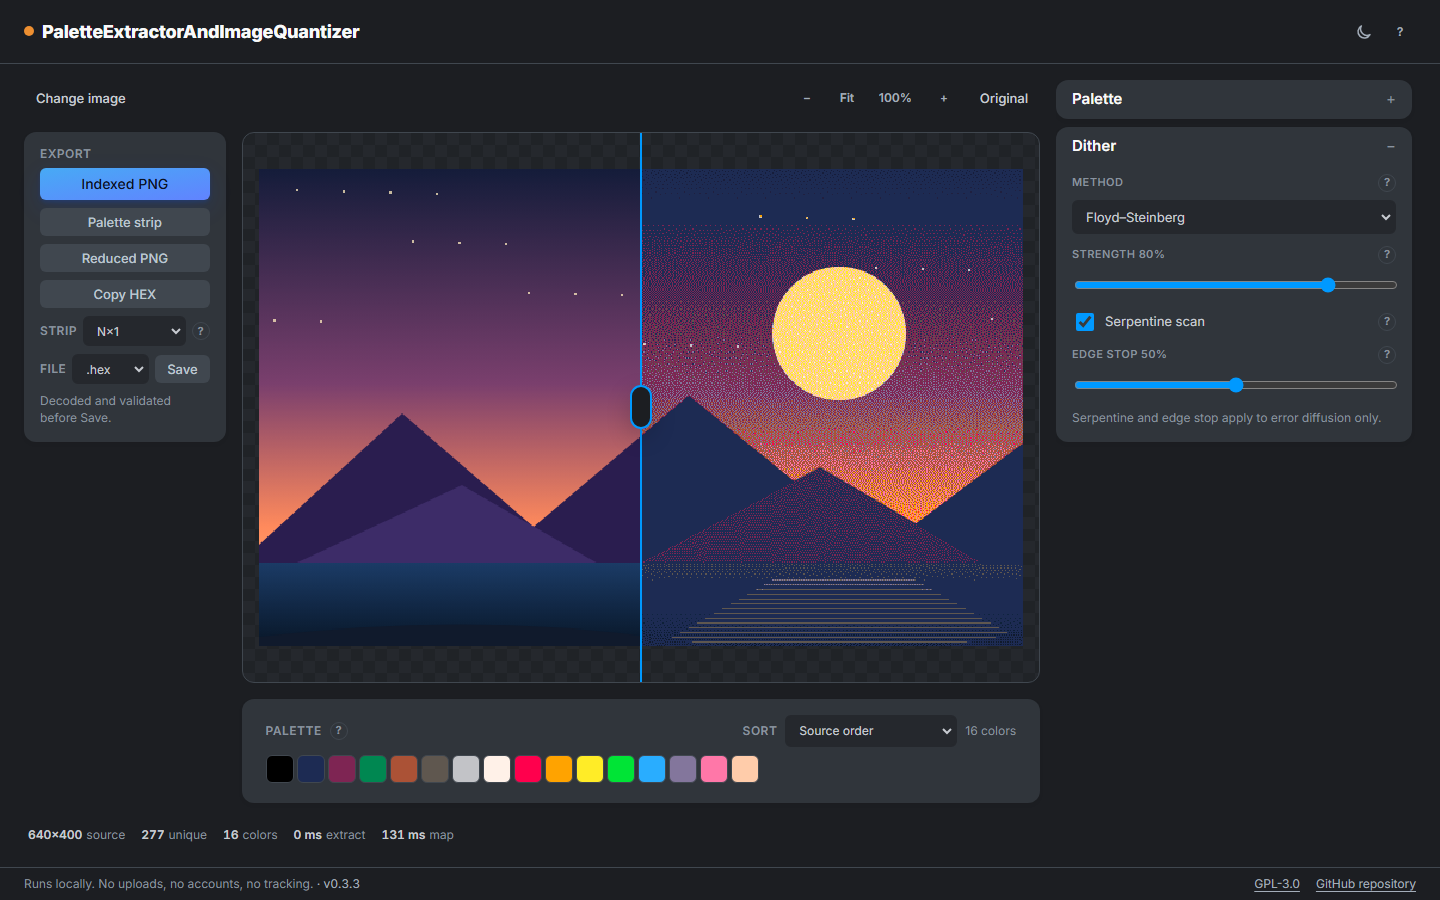 PaletteExtractorAndImageQuantizer
?
Change image
− Fit 100% + Original
EXPORT
Indexed PNG
Palette strip
Reduced PNG
Copy HEX
STRIP N×1 ?
FILE .hex Save
Decoded and validated
before Save.
Palette +
Dither −
METHOD ?
Floyd–Steinberg
STRENGTH 80% ?
Serpentine scan ?
EDGE STOP 50% ?
Serpentine and edge stop apply to error diffusion only.
PALETTE ? SORT Source order 16 colors
640×400 source 277 unique 16 colors 0 ms extract 131 ms map
Runs locally. No uploads, no accounts, no tracking. · v0.3.3
GPL-3.0 GitHub repository